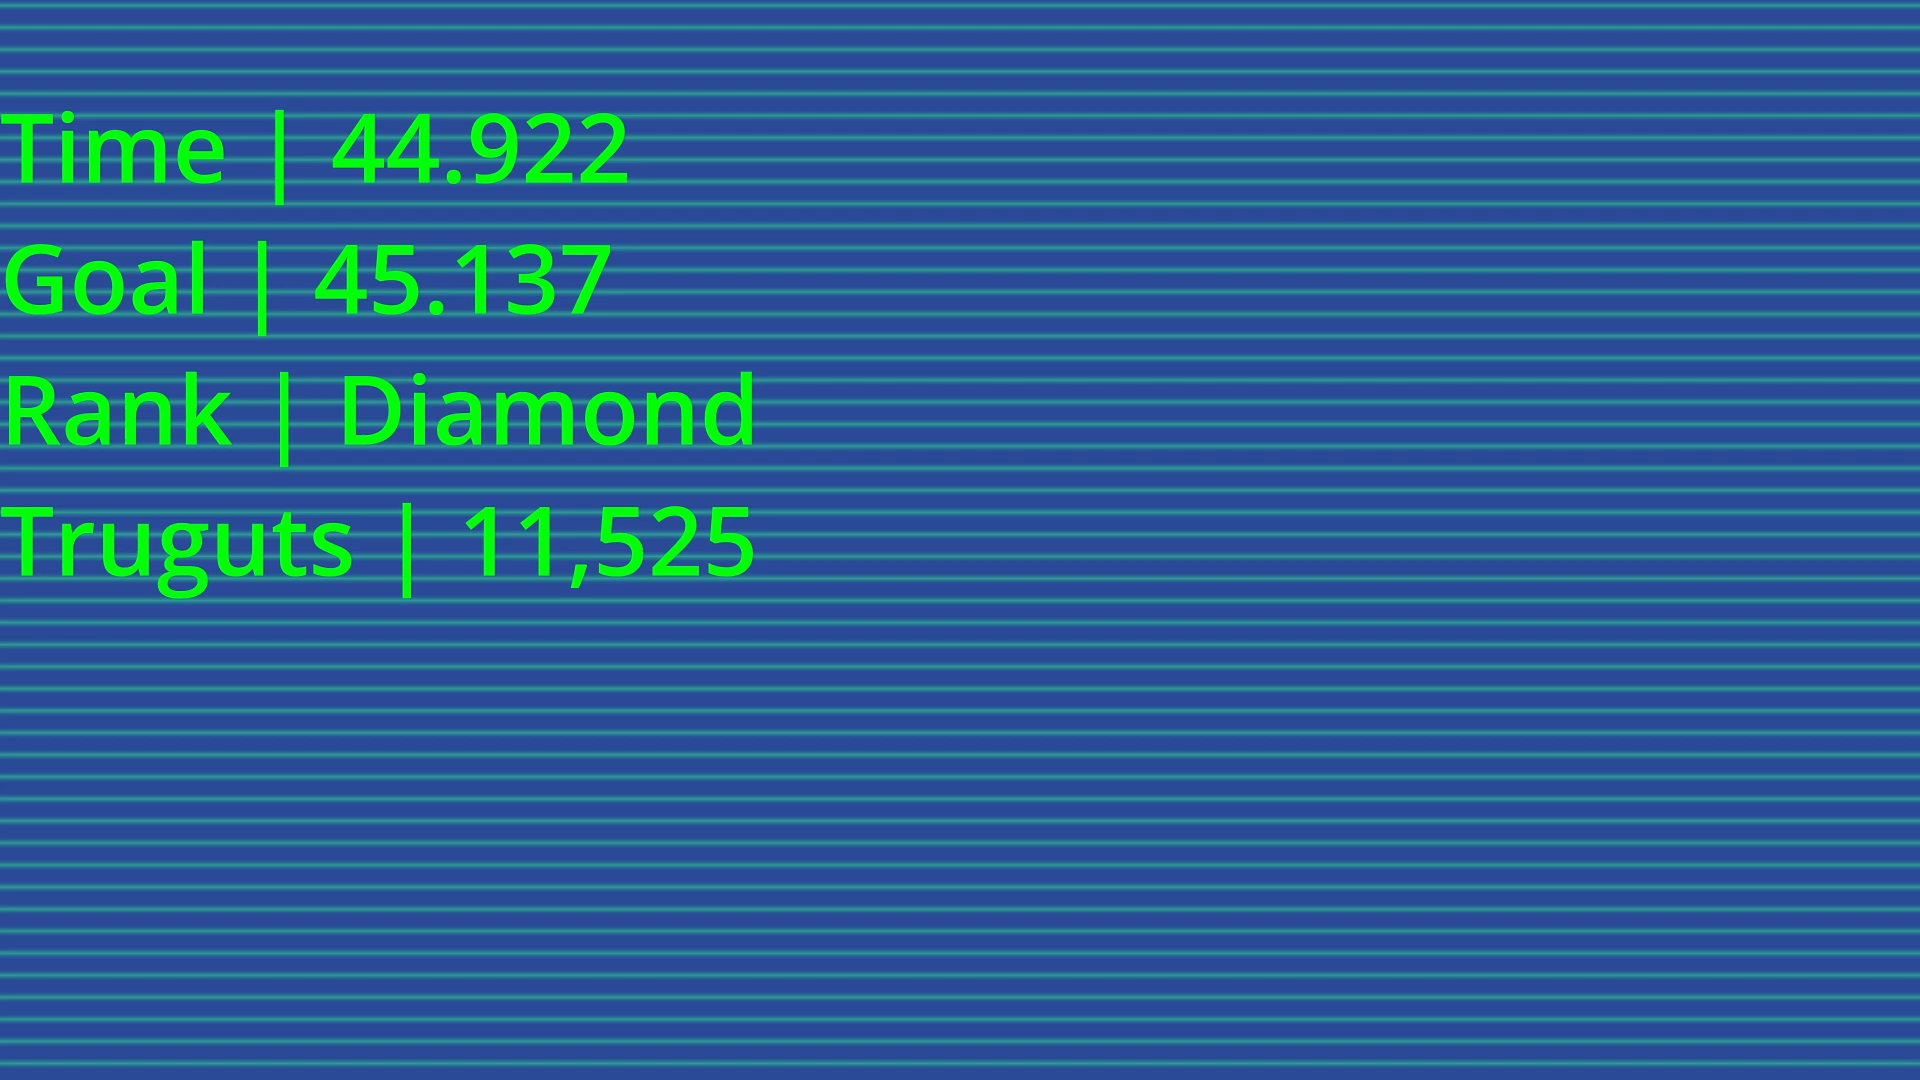 Time | 44.922
Goal | 45.137
Rank | Diamond
Truguts | 11,525